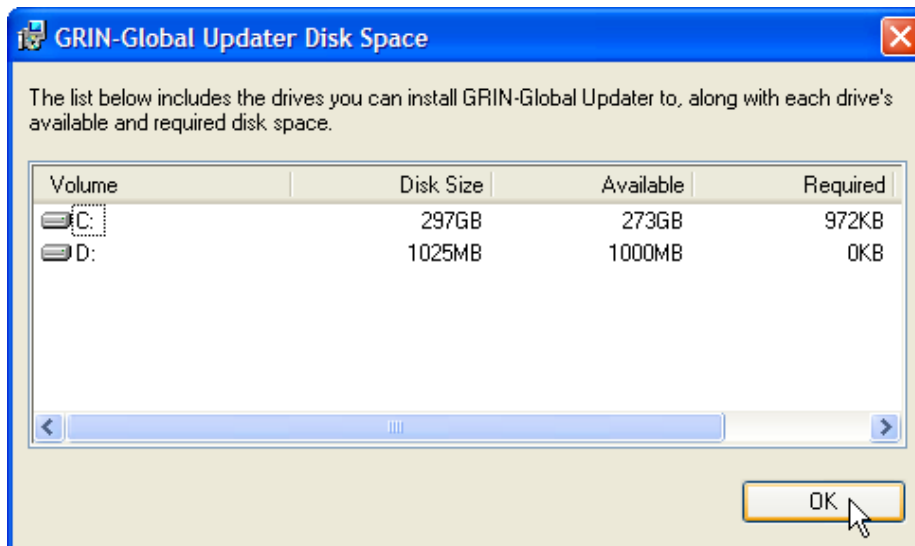 GRIN-Global Updater Disk Space
The list below includes the drives you can install GRIN-Global Updater to, along with each drive's
available and required disk space.
Volume Disk Size Available Required
C: 297GB 273GB 972KB
D: 1025MB 1000MB 0KB
OK